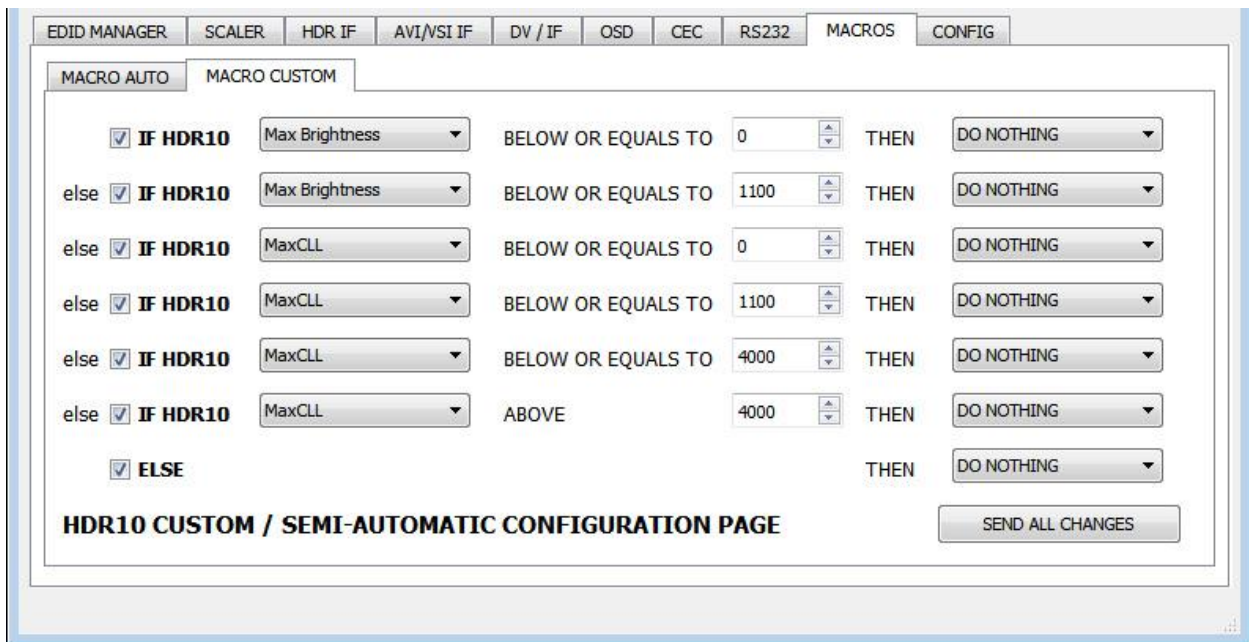 EDID MANAGER SCALER HDR IF AVI/VSI IF DV / IF OSD CEC RS232 MACROS CONFIG
MACRO AUTO MACRO CUSTOM
IF HDR10 Max Brightness BELOW OR EQUALS TO 0 THEN DO NOTHING
else IF HDR10 Max Brightness BELOW OR EQUALS TO 1100 THEN DO NOTHING
else IF HDR10 MaxCLL BELOW OR EQUALS TO 0 THEN DO NOTHING
else IF HDR10 MaxCLL BELOW OR EQUALS TO 1100 THEN DO NOTHING
else IF HDR10 MaxCLL BELOW OR EQUALS TO 4000 THEN DO NOTHING
else IF HDR10 MaxCLL ABOVE 4000 THEN DO NOTHING
ELSE THEN DO NOTHING
HDR10 CUSTOM / SEMI-AUTOMATIC CONFIGURATION PAGE SEND ALL CHANGES